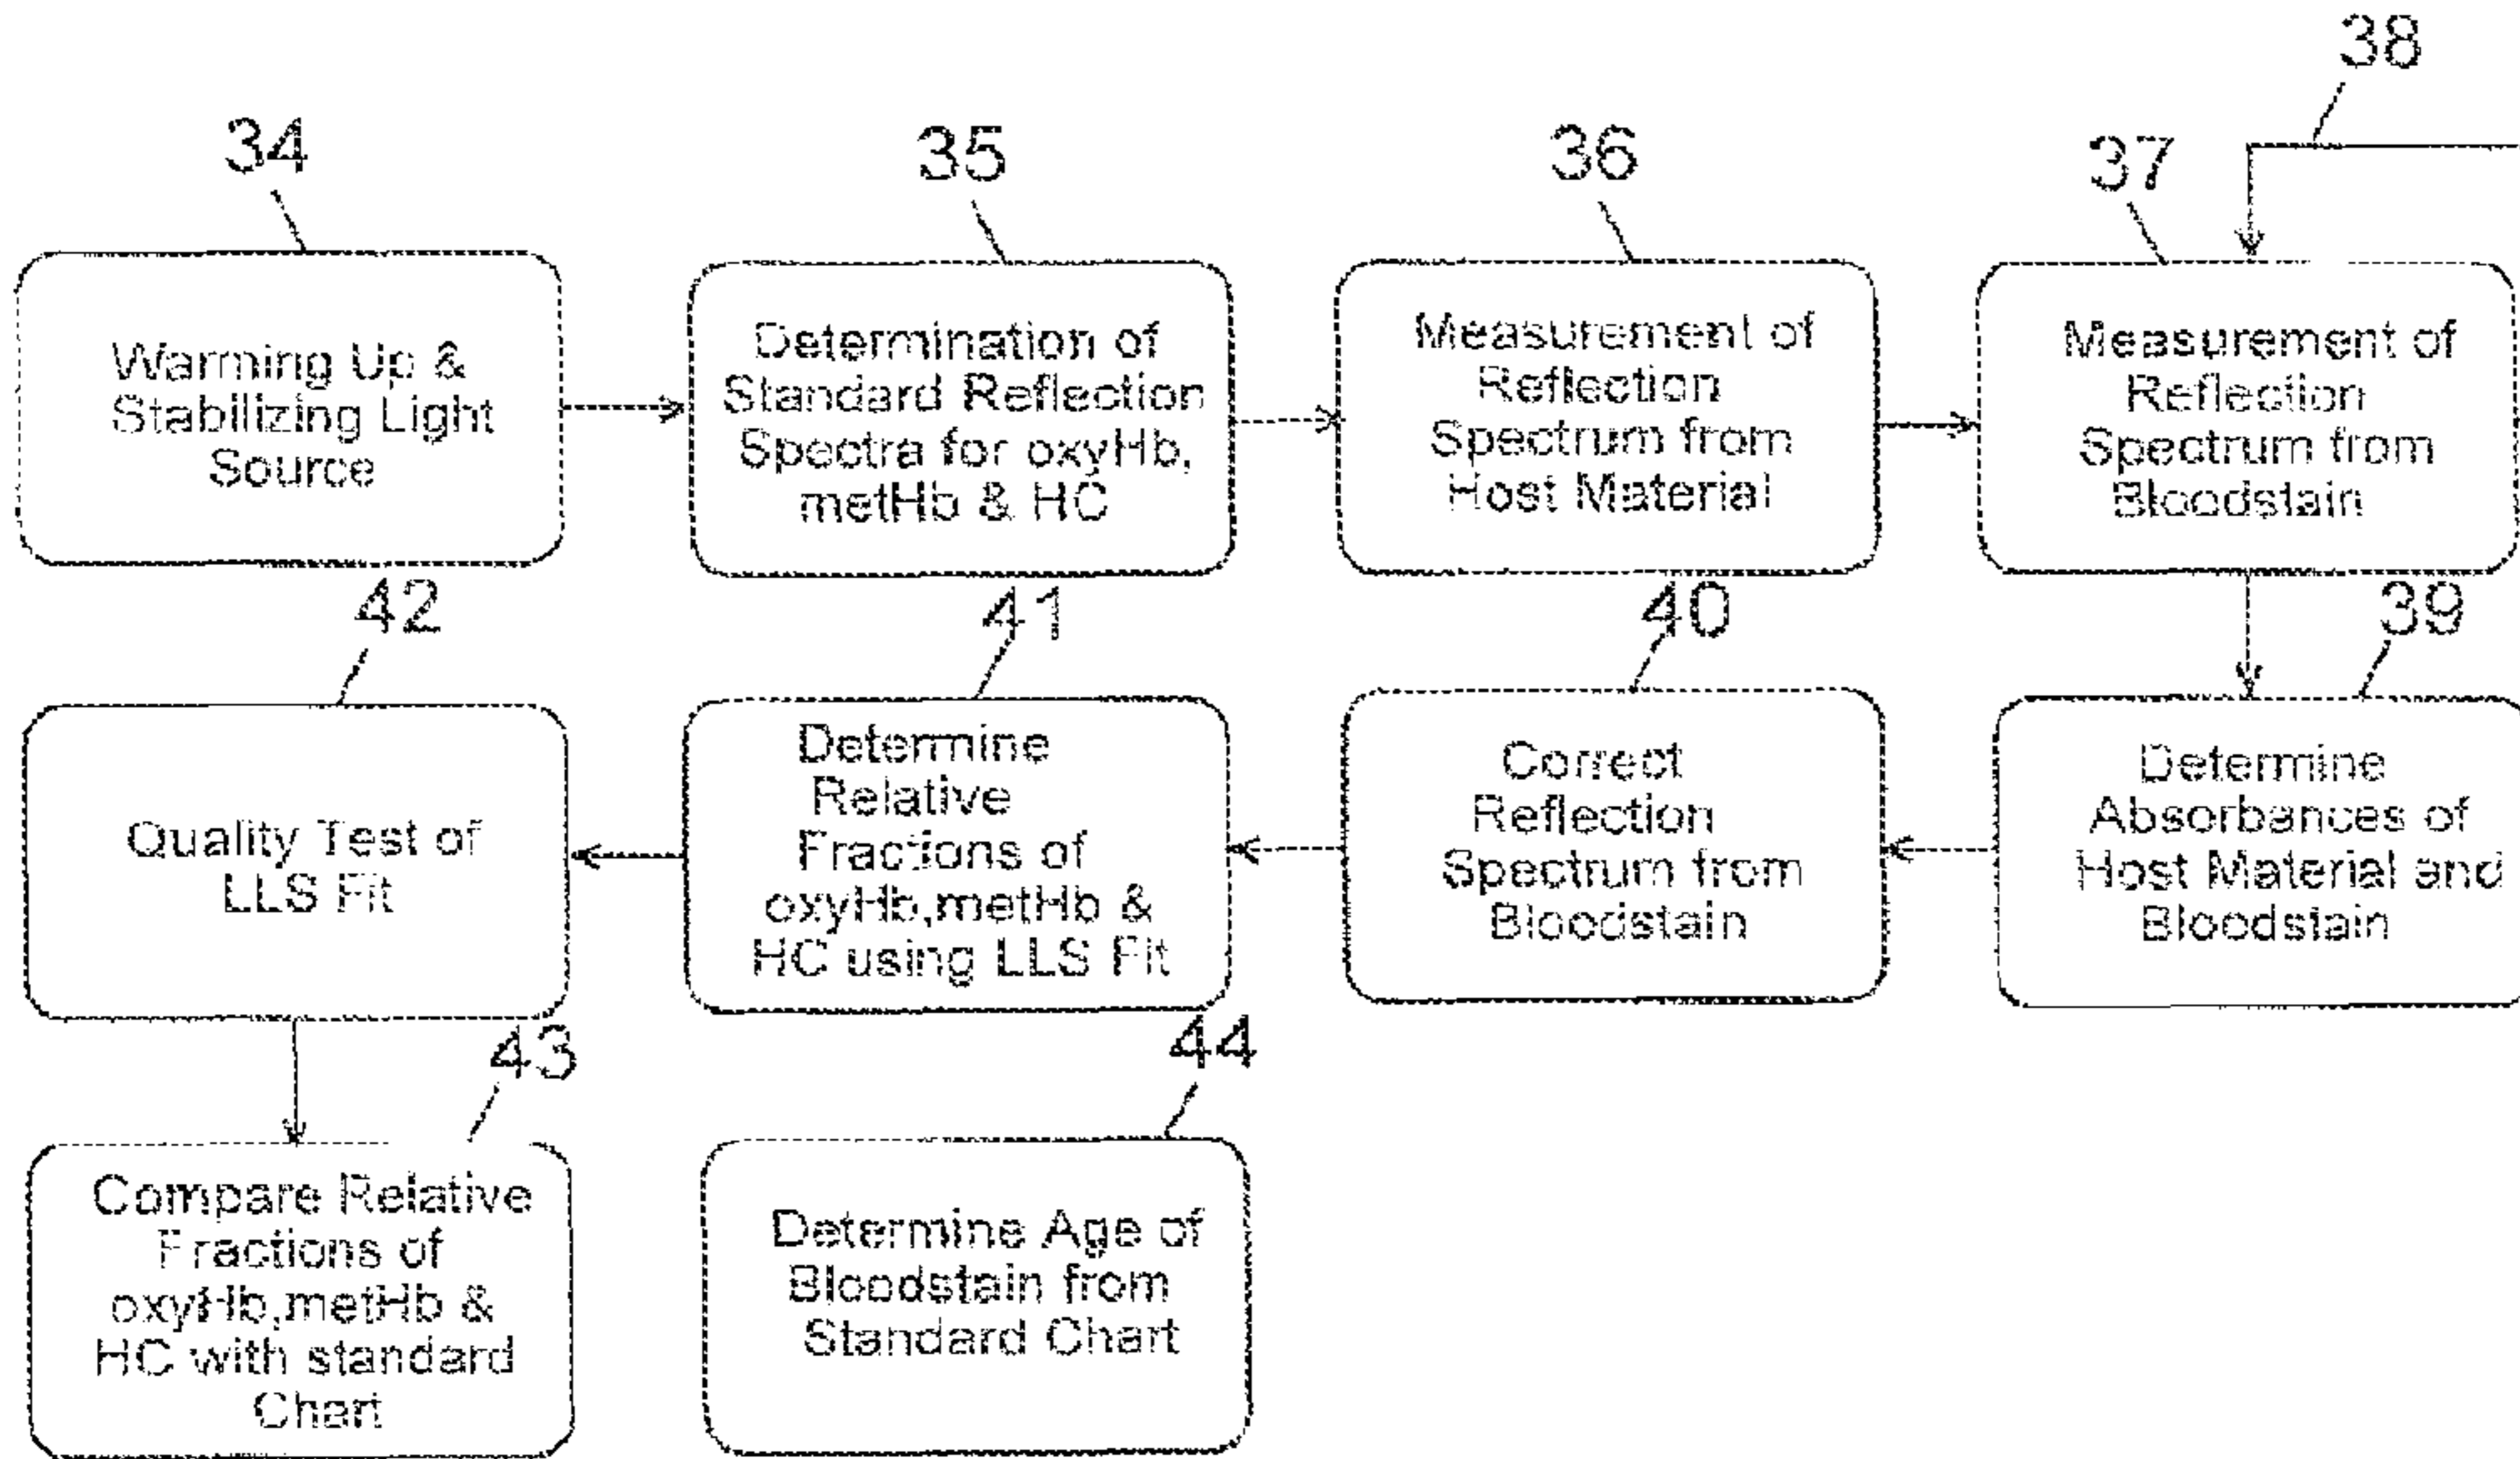 38
34
35
36
37
Warming Up &
Stabilizing Light
Source
Determination of
Standard Reflection
Spectra for oxyHb,
metHb & HC
Measurement of
Reflection
Spectrum from
Host Material
Measurement of
Reflection
Spectrum from
Bloodstain
42
41
40
39
Quality Test of
LLS Fit
Determine
Relative
Fractions of
oxyHb,metHb &
HC using LLS Fit
Correct
Reflection
Spectrum from
Bloodstain
Determine
Absorbances of
Host Material and
Bloodstain
43
44
Compare Relative
Fractions of
oxyHb,metHb &
HC with standard
Chart
Determine Age of
Bloodstain from
Standard Chart